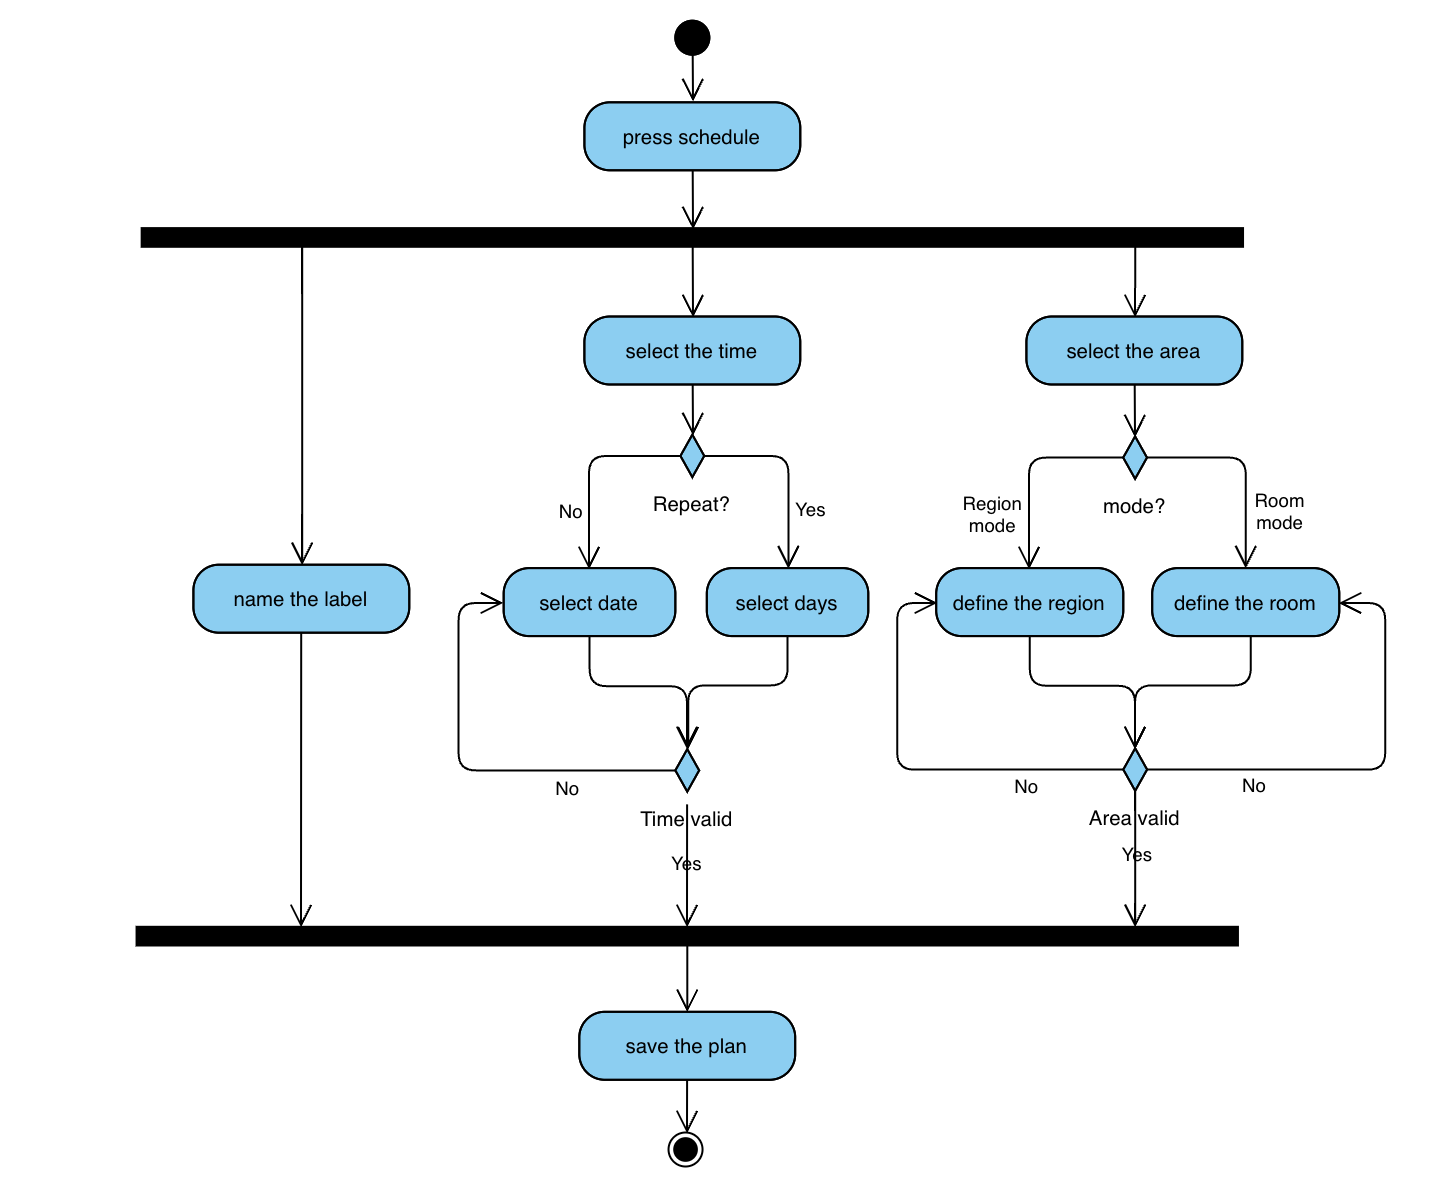 press schedule
select the time
select the area
Repeat?
No
Yes
mode?
Region
mode
Room
mode
name the label
select date
select days
define the region
define the room
No
Time valid
Yes
No
No
Area valid
Yes
save the plan